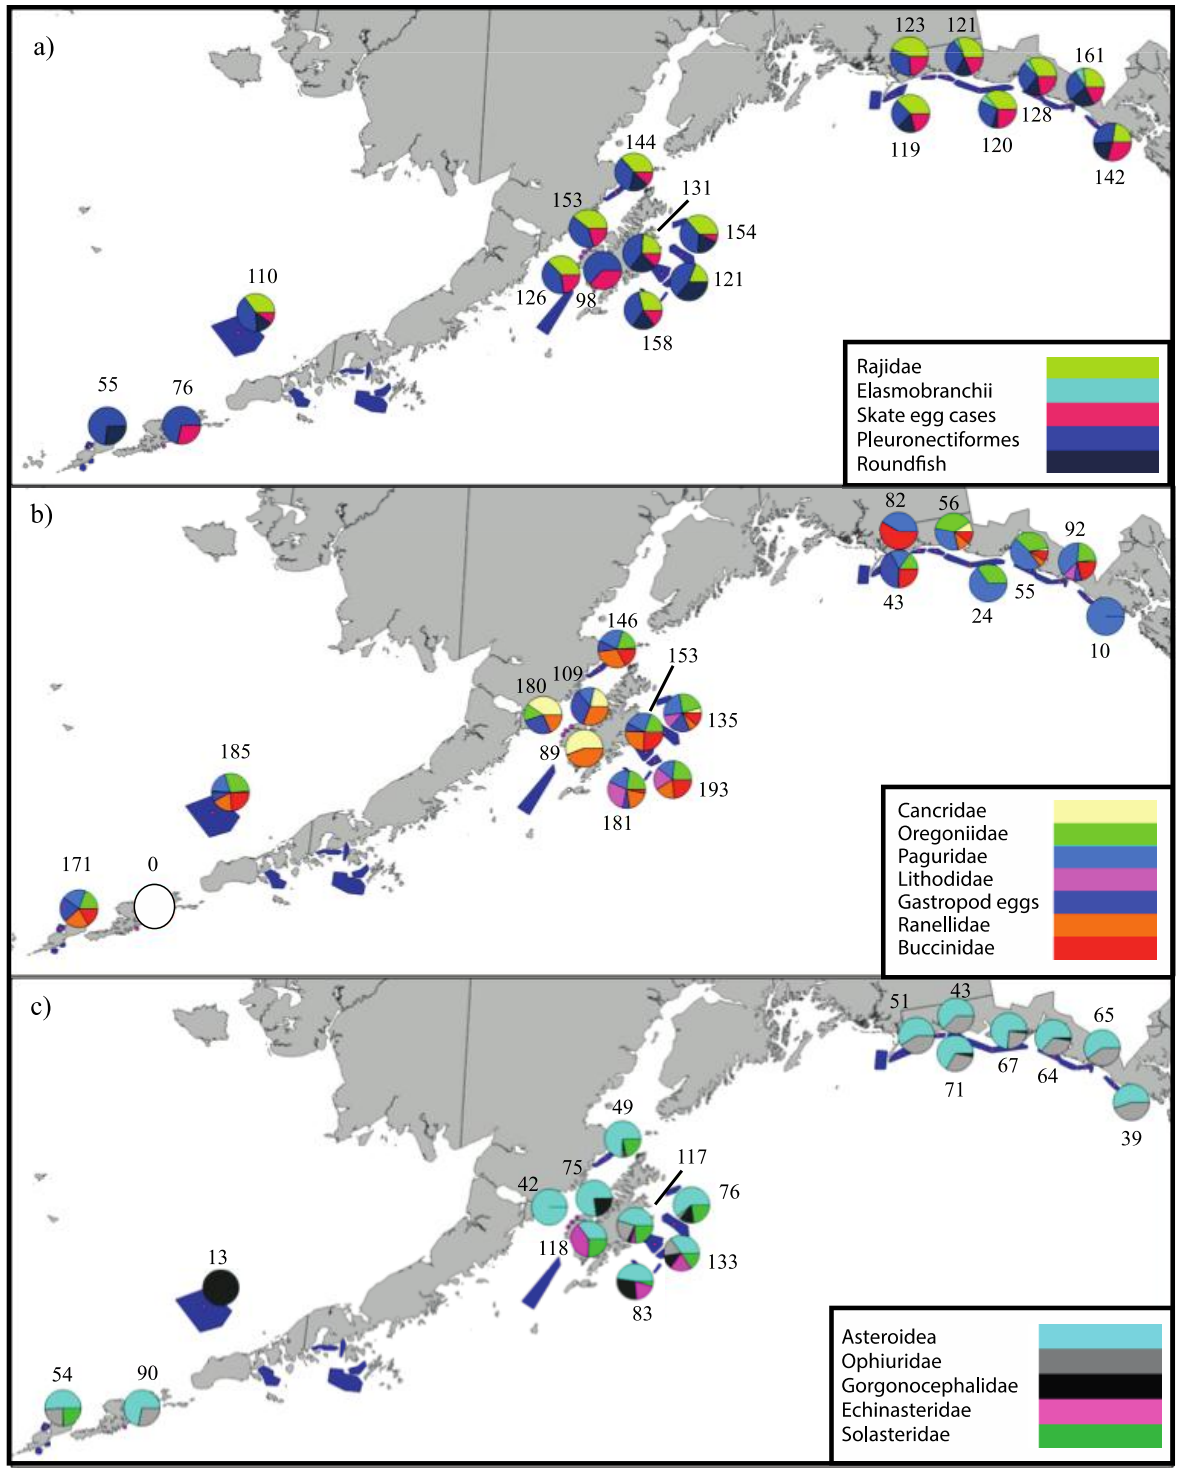 a)
123
121
161
119
120
128
142
144
131
153
154
126
98
121
158
110
55
76
Rajidae
Elasmobranchii
Skate egg cases
Pleuronectiformes
Roundfish
b)
82
56
92
43
24
55
10
146
153
109
180
135
89
193
181
185
171
0
Cancridae
Oregoniidae
Paguridae
Lithodidae
Gastropod eggs
Ranellidae
Buccinidae
c)
51
43
65
71
67
64
39
49
117
75
42
76
118
133
83
13
54
90
Asteroidea
Ophiuridae
Gorgonocephalidae
Echinasteridae
Solasteridae